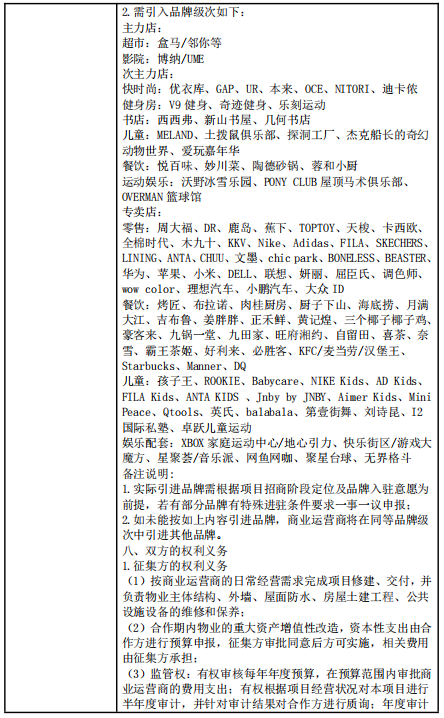 2.需引入品牌级次如下:
主力店:
超市: 盒马/邻你等
影院: 博纳/UME
次主力店:
快时尚: 优衣库、GAP、UR、本来、OCE、NITORI、迪卡侬
健身房: V9 健身、奇迹健身、乐刻运动
书店: 西西弗、新山书屋、几何书店
儿童: MELAND、土拨鼠俱乐部、探洞工厂、杰克船长的奇幻
动物世界、爱玩嘉年华
餐饮: 悦百味、妙川菜、陶德砂锅、蓉和小厨
运动娱乐: 沃野冰雪乐园、PONY CLUB 屋顶马术俱乐部、
OVERMAN 篮球馆
专卖店:
零售: 周大福、DR、鹿岛、蕉下、TOPTOY、天梭、卡西欧、
全棉时代、木九十、KKV、Nike、Adidas、FILA、SKECHERS、
LINING、ANTA、CHUU、文墨、chic park、BONELESS、BEASTER、
华为、苹果、小米、DELL、联想、妍丽、屈臣氏、调色师、
wow color、理想汽车、小鹏汽车、大众 ID
餐饮: 烤匠、布拉诺、肉桂厨房、厨子下山、海底捞、月满
大江、吉布鲁、姜胖胖、正禾鲜、黄记煌、三个椰子椰子鸡、
豪客来、九锅一堂、九田家、旺府湘约、自留田、喜茶、奈
雪、霸王茶姬、好利来、必胜客、KFC/麦当劳/汉堡王、
Starbucks、Manner、DQ
儿童: 孩子王、ROOKIE、Babycare、NIKE Kids、AD Kids、
FILA Kids、ANTA KIDS 、Jnby by JNBY、Aimer Kids、Mini
Peace、Qtools、英氏、balabala、第壹街舞、刘诗昆、I2
国际私塾、卓跃儿童运动
娱乐配套: XBOX 家庭运动中心/地心引力、快乐街区/游戏大
魔方、星聚荟/音乐派、网鱼网咖、聚星台球、无界格斗
备注说明:
1.实际引进品牌需根据项目招商阶段定位及品牌入驻意愿为
前提,若有部分品牌有特殊进驻条件要求一事一议申报;
2.如未能按如上内容引进品牌,商业运营商将在同等品牌级
次中引进其他品牌。
八、双方的权利义务
1.征集方的权利义务
(1)按商业运营商的日常经营需求完成项目修建、交付,并
负责物业主体结构、外墙、屋面防水、房屋土建工程、公共
设施设备的维修和保养;
(2)合作期内物业的重大资产增值性改造,资本性支出由合
作方进行预算申报,征集方审批同意后方可实施,相关费用
由征集方承担;
(3)监管权: 有权审核每年年度预算,在预算范围内审批商
业运营商的费用支出; 有权根据项目经营状况对本项目进行
半年度审计,并针对审计结果对合作方进行质询; 年度审计